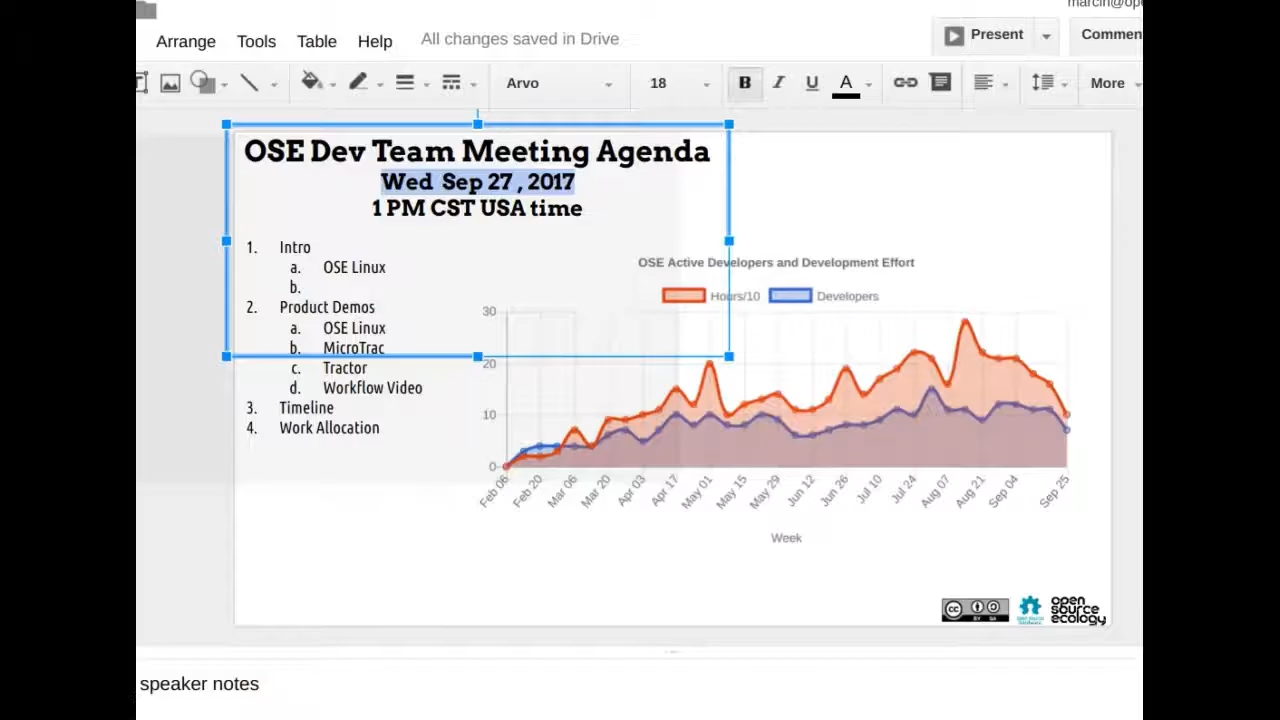 marcin@ope
Arrange Tools Table Help All changes saved in Drive
Present Commen
Arvo 18 B I U A More
OSE Dev Team Meeting Agenda
Wed Sep 27 , 2017
1 PM CST USA time
1. Intro
a. OSE Linux
b.
2. Product Demos
a. OSE Linux
b. MicroTrac
c. Tractor
d. Workflow Video
3. Timeline
4. Work Allocation
OSE Active Developers and Development Effort
Hours/10 Developers
30
20
10
0
Feb 06 Feb 20 Mar 06 Mar 20 Apr 03 Apr 17 May 01 May 15 May 29 Jun 12 Jun 26 Jul 10 Jul 24 Aug 07 Aug 21 Sep 04 Sep 25
Week
cc BY SA
open
source
ecology
speaker notes